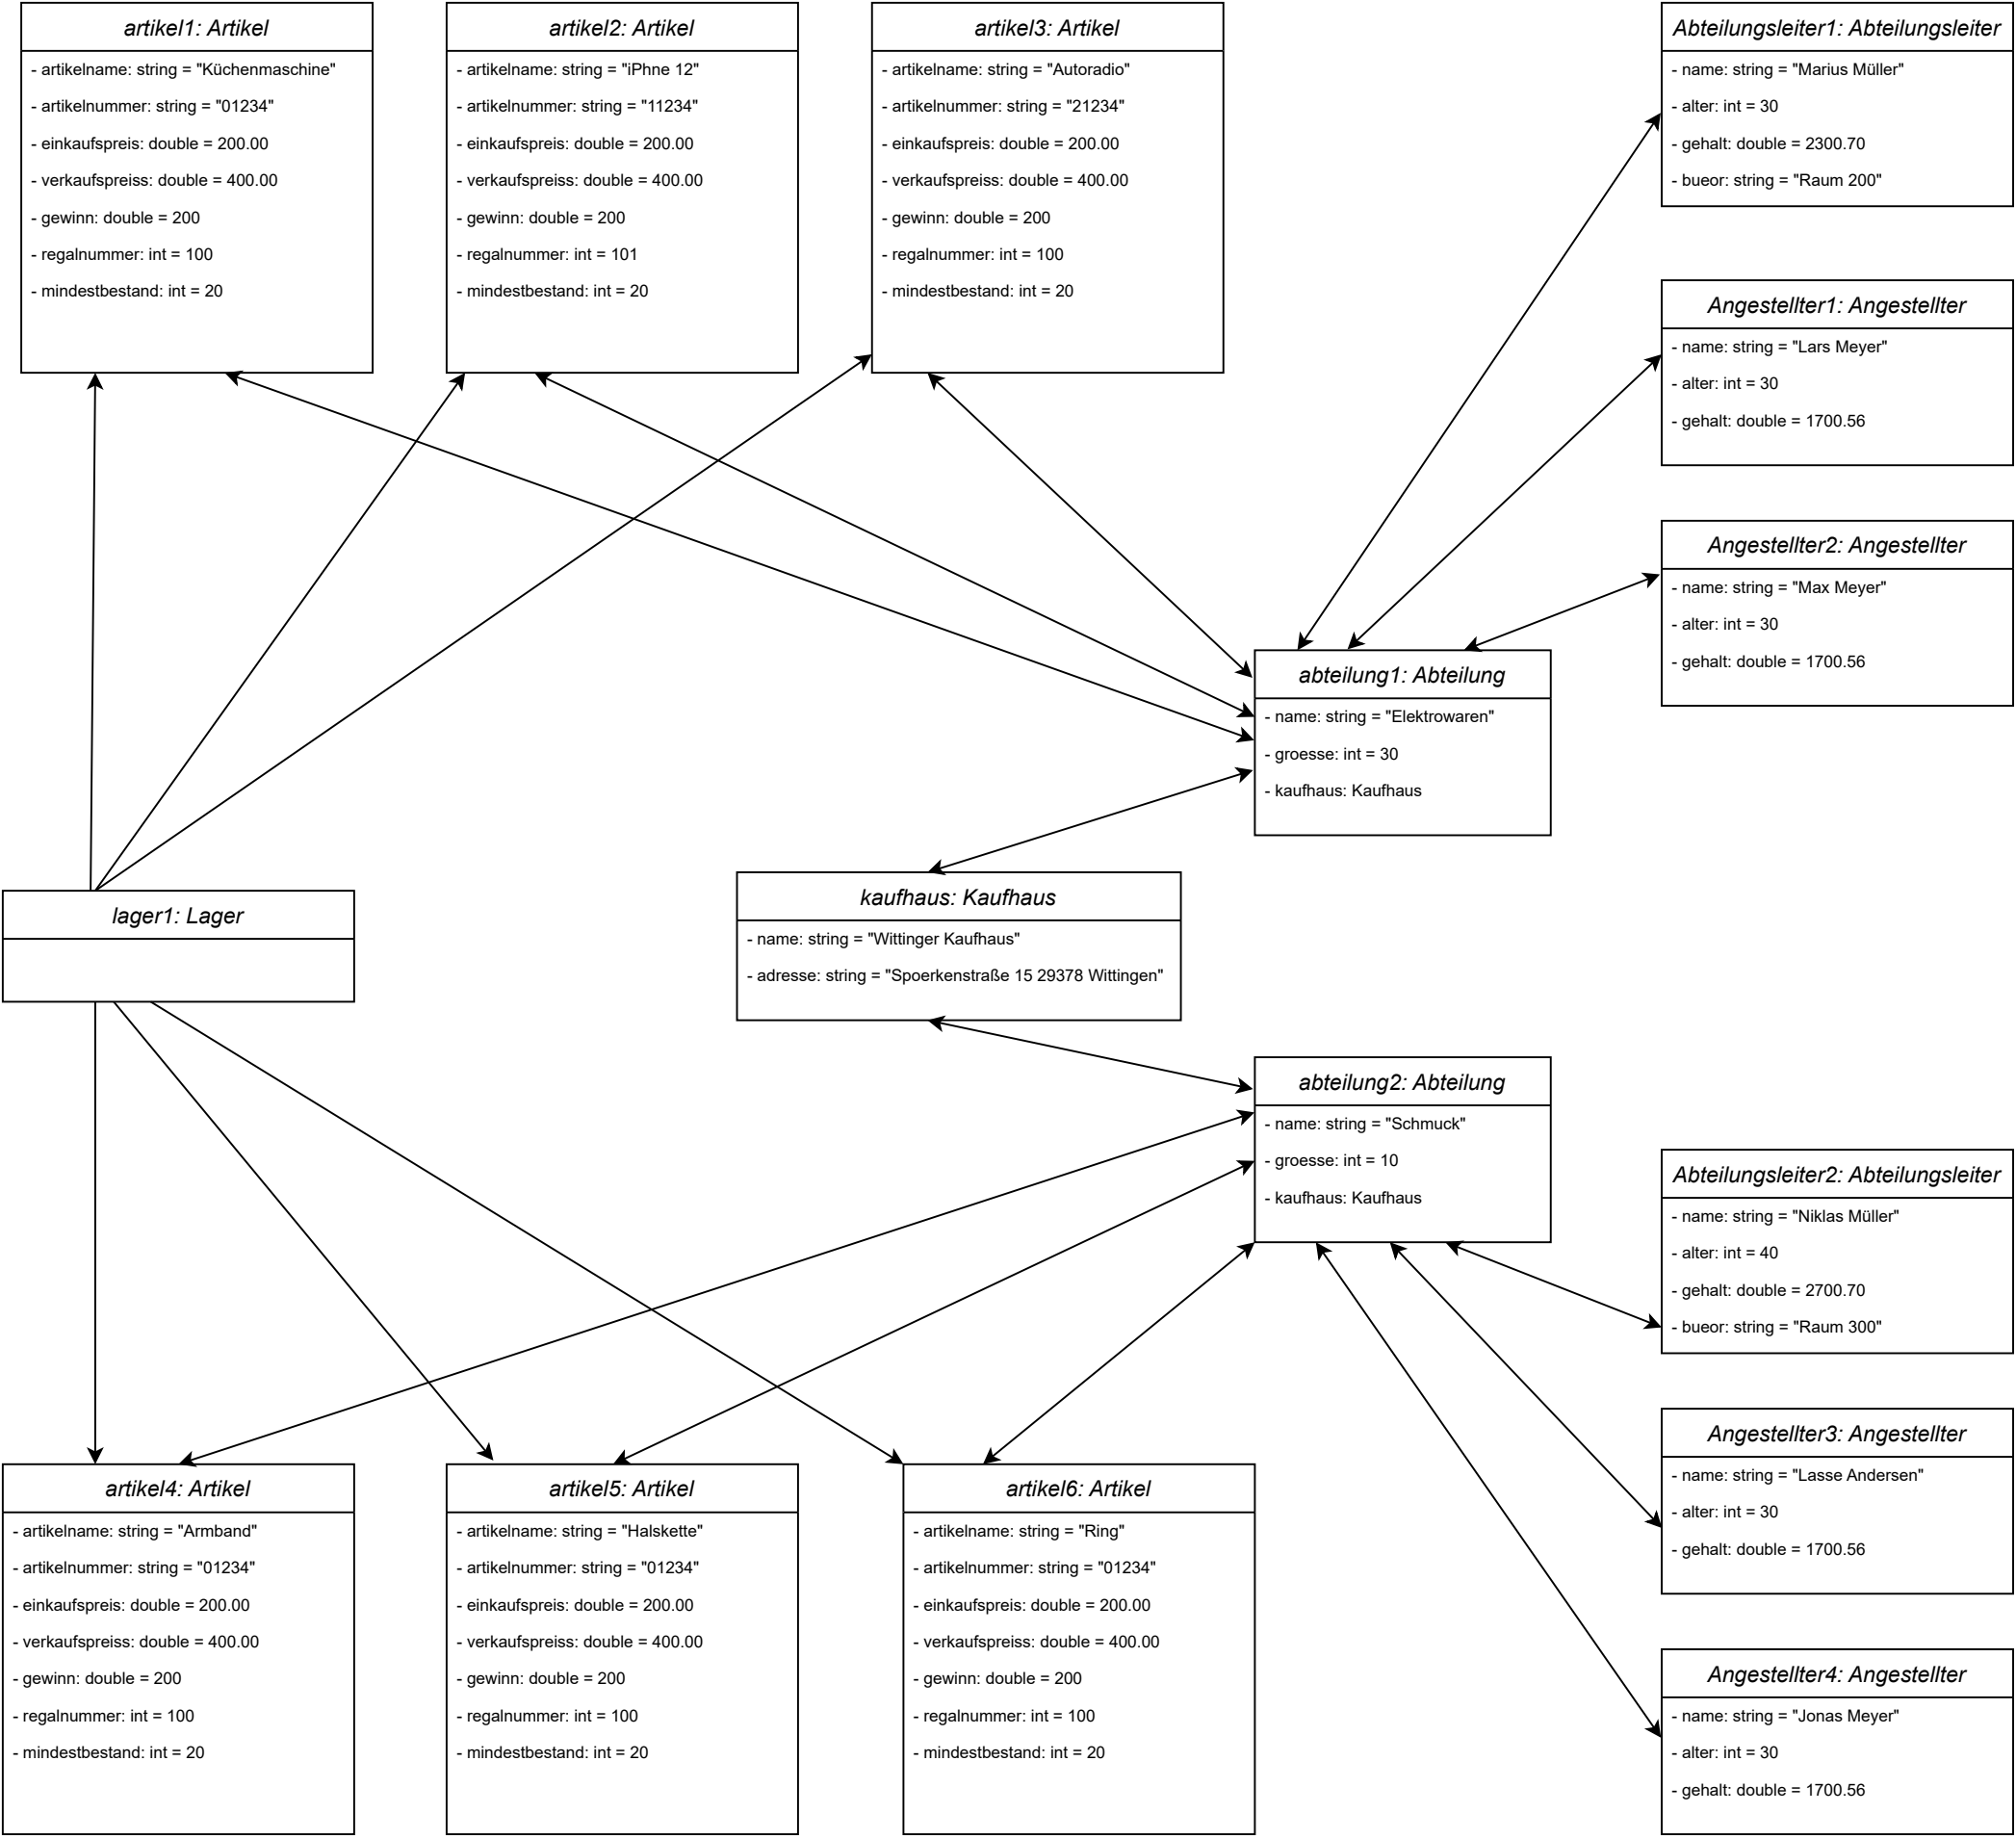 artikel1: Artikel
- artikelname: string = "Küchenmaschine"
- artikelnummer: string = "01234"
- einkaufspreis: double = 200.00
- verkaufspreiss: double = 400.00
- gewinn: double = 200
- regalnummer: int = 100
- mindestbestand: int = 20
artikel2: Artikel
- artikelname: string = "iPhne 12"
- artikelnummer: string = "11234"
- einkaufspreis: double = 200.00
- verkaufspreiss: double = 400.00
- gewinn: double = 200
- regalnummer: int = 101
- mindestbestand: int = 20
artikel3: Artikel
- artikelname: string = "Autoradio"
- artikelnummer: string = "21234"
- einkaufspreis: double = 200.00
- verkaufspreiss: double = 400.00
- gewinn: double = 200
- regalnummer: int = 100
- mindestbestand: int = 20
Abteilungsleiter1: Abteilungsleiter
- name: string = "Marius Müller"
- alter: int = 30
- gehalt: double = 2300.70
- bueor: string = "Raum 200"
Angestellter1: Angestellter
- name: string = "Lars Meyer"
- alter: int = 30
- gehalt: double = 1700.56
Angestellter2: Angestellter
- name: string = "Max Meyer"
- alter: int = 30
- gehalt: double = 1700.56
abteilung1: Abteilung
- name: string = "Elektrowaren"
- groesse: int = 30
- kaufhaus: Kaufhaus
lager1: Lager
kaufhaus: Kaufhaus
- name: string = "Wittinger Kaufhaus"
- adresse: string = "Spoerkenstraße 15 29378 Wittingen"
abteilung2: Abteilung
- name: string = "Schmuck"
- groesse: int = 10
- kaufhaus: Kaufhaus
Abteilungsleiter2: Abteilungsleiter
- name: string = "Niklas Müller"
- alter: int = 40
- gehalt: double = 2700.70
- bueor: string = "Raum 300"
Angestellter3: Angestellter
- name: string = "Lasse Andersen"
- alter: int = 30
- gehalt: double = 1700.56
Angestellter4: Angestellter
- name: string = "Jonas Meyer"
- alter: int = 30
- gehalt: double = 1700.56
artikel4: Artikel
- artikelname: string = "Armband"
- artikelnummer: string = "01234"
- einkaufspreis: double = 200.00
- verkaufspreiss: double = 400.00
- gewinn: double = 200
- regalnummer: int = 100
- mindestbestand: int = 20
artikel5: Artikel
- artikelname: string = "Halskette"
- artikelnummer: string = "01234"
- einkaufspreis: double = 200.00
- verkaufspreiss: double = 400.00
- gewinn: double = 200
- regalnummer: int = 100
- mindestbestand: int = 20
artikel6: Artikel
- artikelname: string = "Ring"
- artikelnummer: string = "01234"
- einkaufspreis: double = 200.00
- verkaufspreiss: double = 400.00
- gewinn: double = 200
- regalnummer: int = 100
- mindestbestand: int = 20